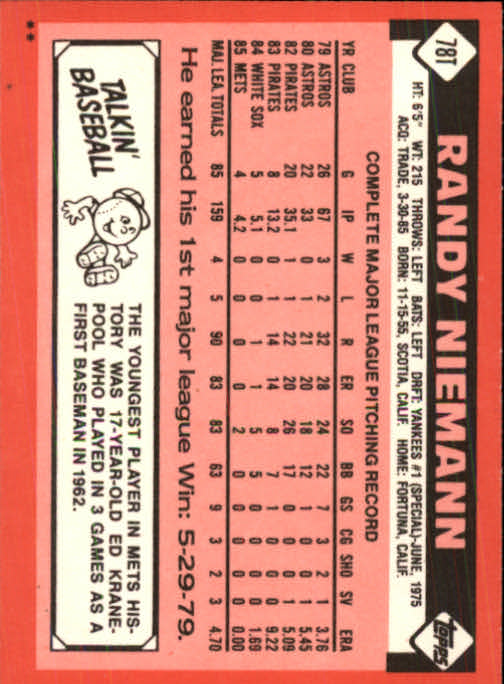 78T
RANDY NIEMANN
topps
HT: 6'5" WT: 215 THROWS: LEFT BATS: LEFT DRFT: YANKEES #1 (SPECIAL)-JUNE, 1975
ACQ: TRADE, 3-30-85 BORN: 11-15-55, SCOTIA, CALIF. HOME: FORTUNA, CALIF.
COMPLETE MAJOR LEAGUE PITCHING RECORD
YR CLUB G IP W L R ER SO BB GS CG SHO SV ERA
79 ASTROS 26 67 3 2 32 28 24 22 7 3 2 1 3.76
80 ASTROS 22 33 0 1 21 20 18 12 1 0 0 1 5.45
82 PIRATES 20 35.1 1 1 22 20 26 17 0 0 0 1 5.09
83 PIRATES 8 13.2 0 1 14 14 8 7 1 0 0 0 9.22
84 WHITE SOX 5 5.1 0 0 1 1 5 5 0 0 0 0 1.69
85 METS 4 4.2 0 0 0 0 2 0 0 0 0 0 0.00
MAJ. LEA. TOTALS 85 159 4 5 90 83 83 63 9 3 2 3 4.70
He earned his 1st major league Win: 5-29-79.
TALKIN'
BASEBALL
THE YOUNGEST PLAYER IN METS HIS-
TORY WAS 17-YEAR-OLD ED KRANE-
POOL WHO PLAYED IN 3 GAMES AS A
FIRST BASEMAN IN 1962.
**